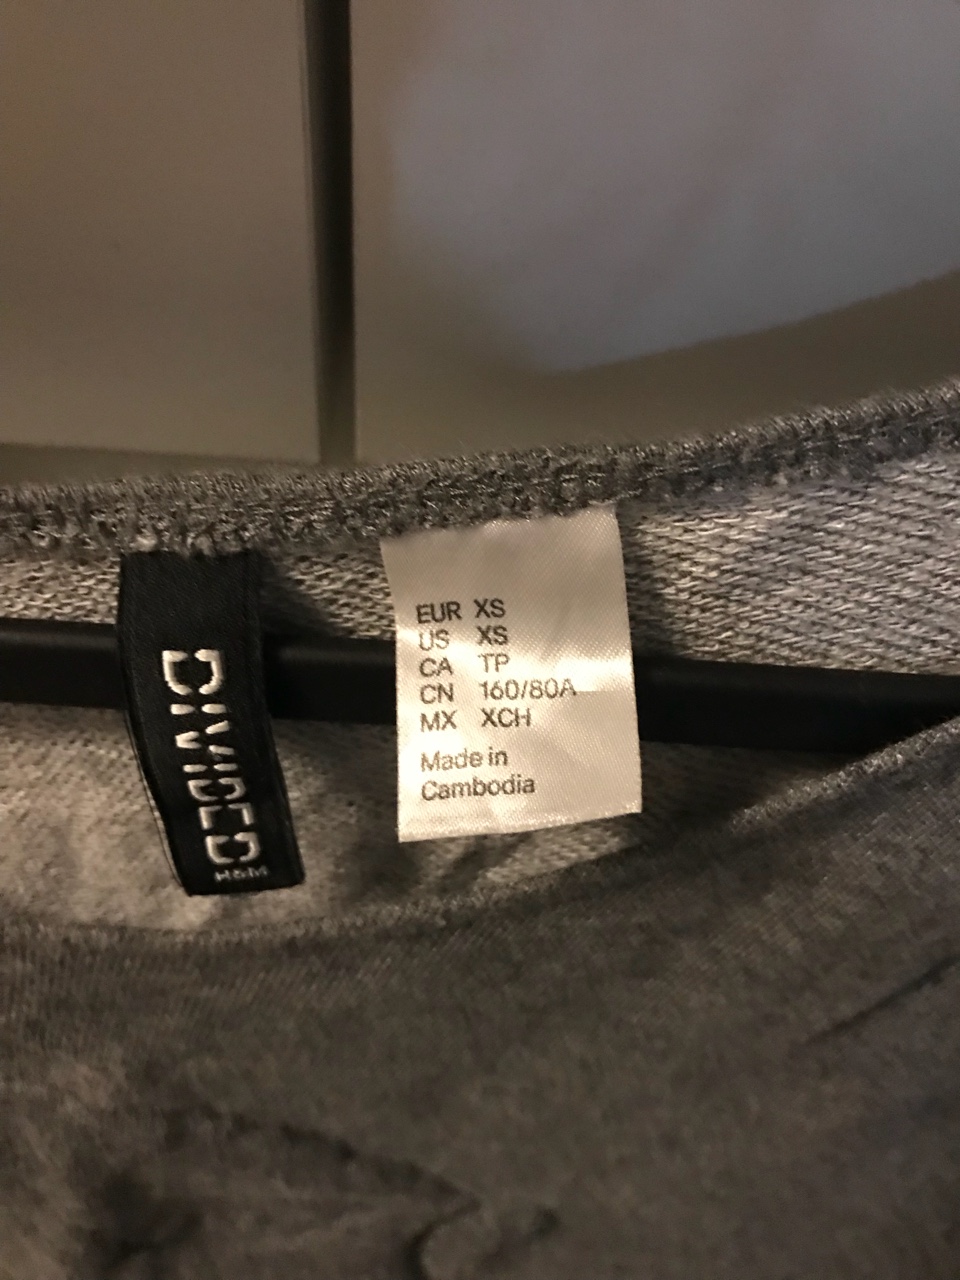 DIVIDED
H&M
EUR XS
US XS
CA TP
CN 160/80A
MX XCH
Made in
Cambodia